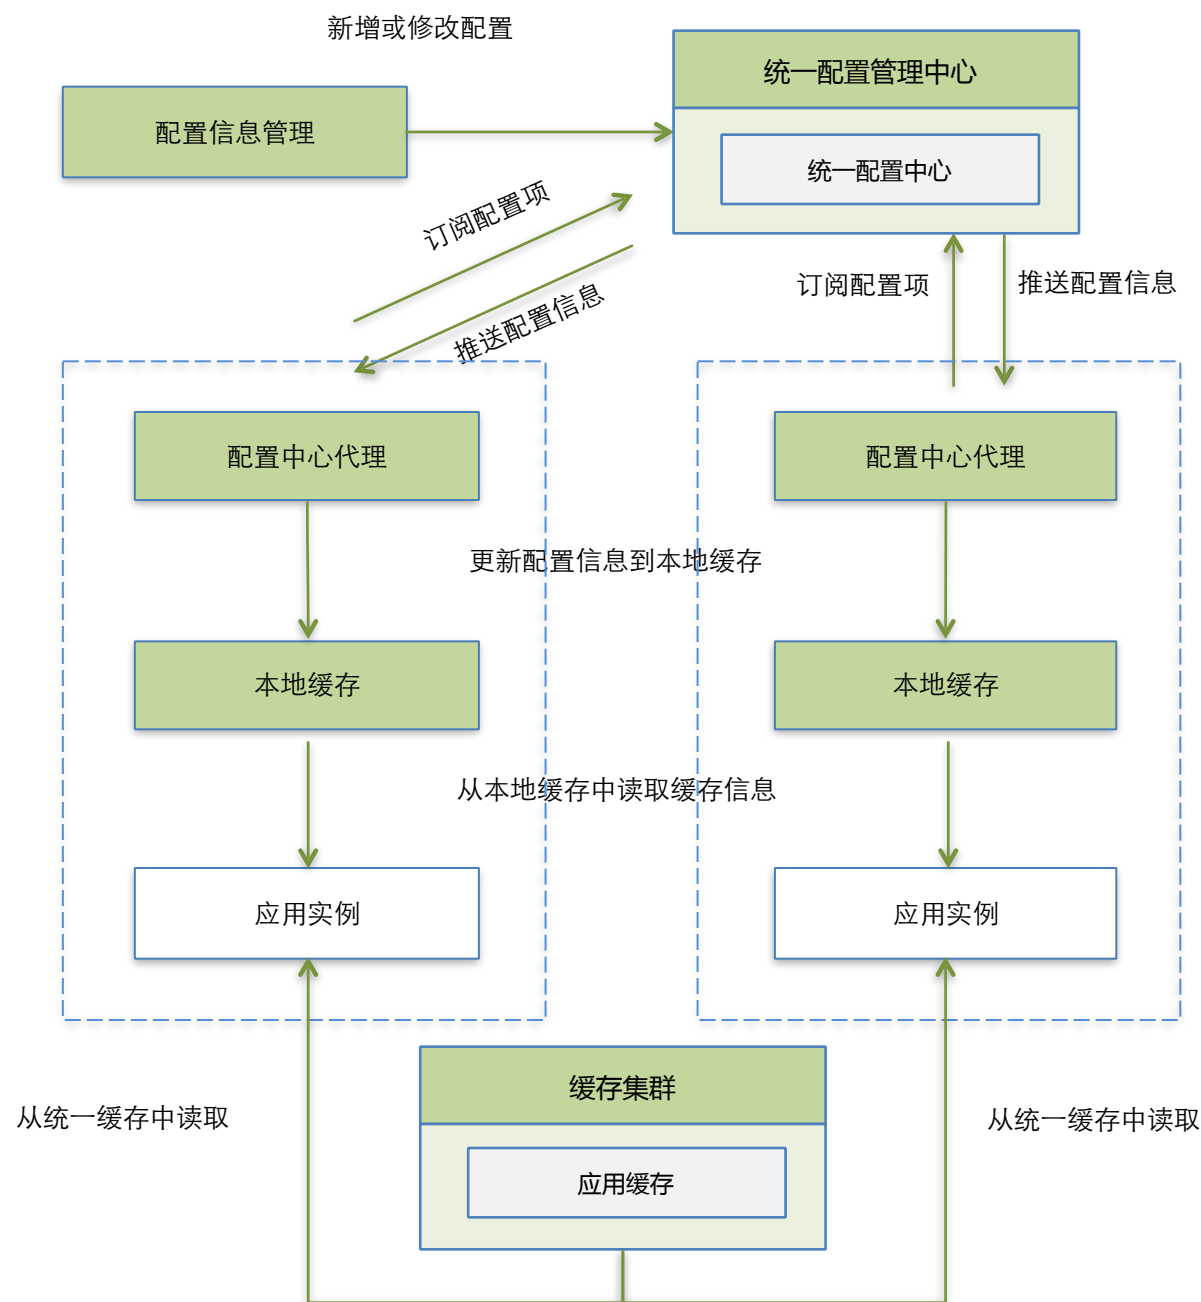 新增或修改配置
统一配置管理中心
配置信息管理
统一配置中心
订阅配置项
推送配置信息
订阅配置项
推送配置信息
配置中心代理
配置中心代理
更新配置信息到本地缓存
本地缓存
本地缓存
从本地缓存中读取缓存信息
应用实例
应用实例
缓存集群
从统一缓存中读取
从统一缓存中读取
应用缓存